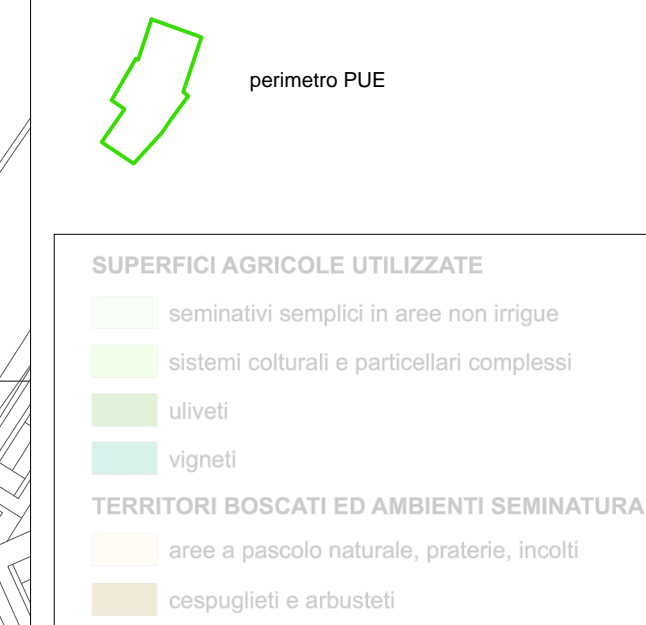 perimetro PUE
SUPERFICI AGRICOLE UTILIZZATE
seminativi semplici in aree non irrigue
sistemi colturali e particellari complessi
uliveti
vigneti
TERRITORI BOSCATI ED AMBIENTI SEMINATURA
aree a pascolo naturale, praterie, incolti
cespuglieti e arbusteti